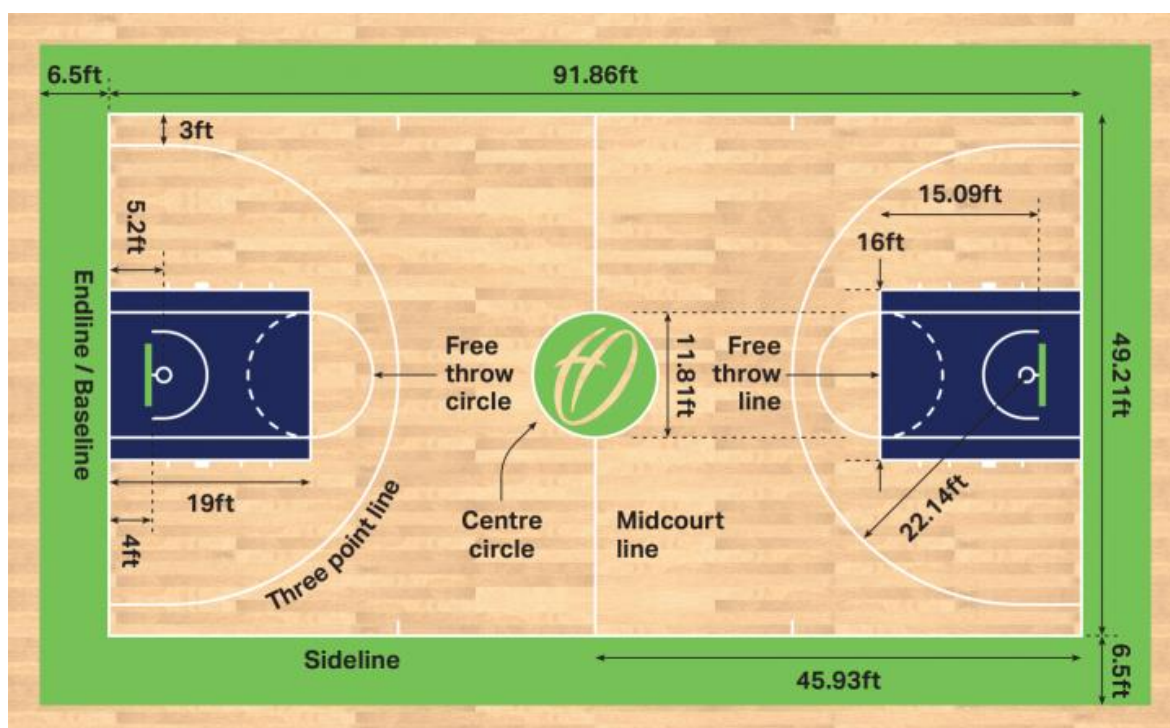 6.5ft
91.86ft
3ft
5.2ft
15.09ft
16ft
Endline / Baseline
Free
throw
circle
11.81ft
Free
throw
line
49.21ft
19ft
4ft
Three point line
Centre
circle
Midcourt
line
22.14ft
Sideline
45.93ft
6.5ft